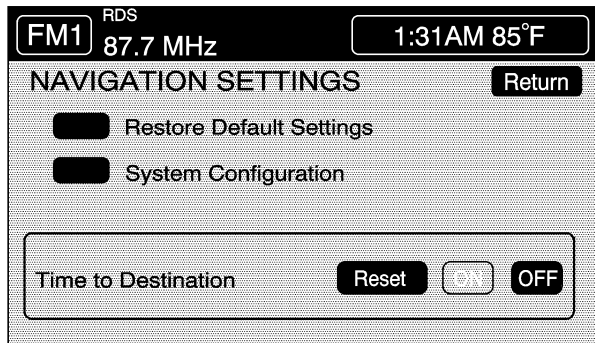 RDS
FM1 87.7 MHz 1:31AM 85°F
NAVIGATION SETTINGS Return
Restore Default Settings
System Configuration
Time to Destination Reset ON OFF